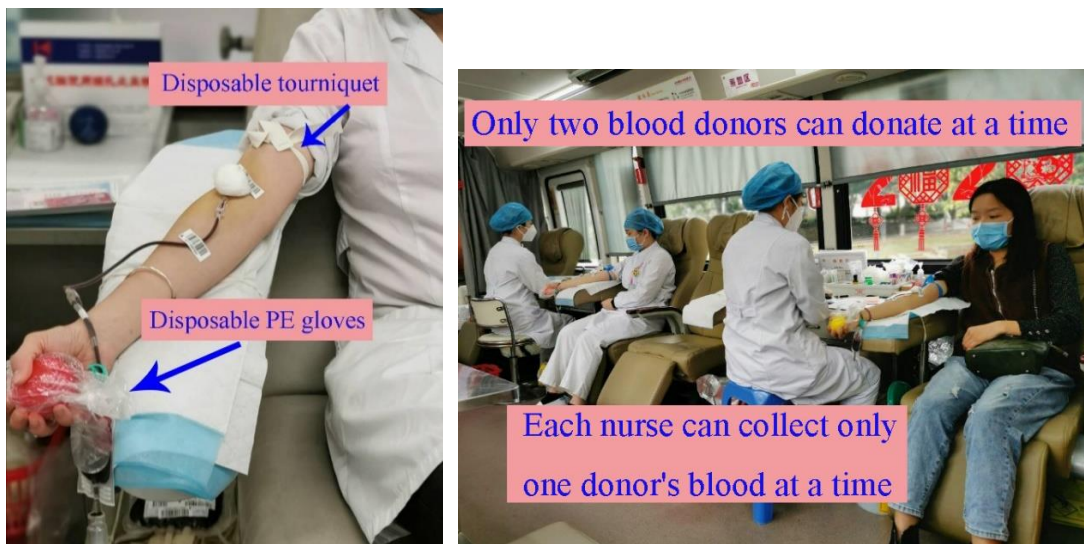 Disposable tourniquet
Disposable PE gloves
Only two blood donors can donate at a time
Each nurse can collect only
one donor's blood at a time